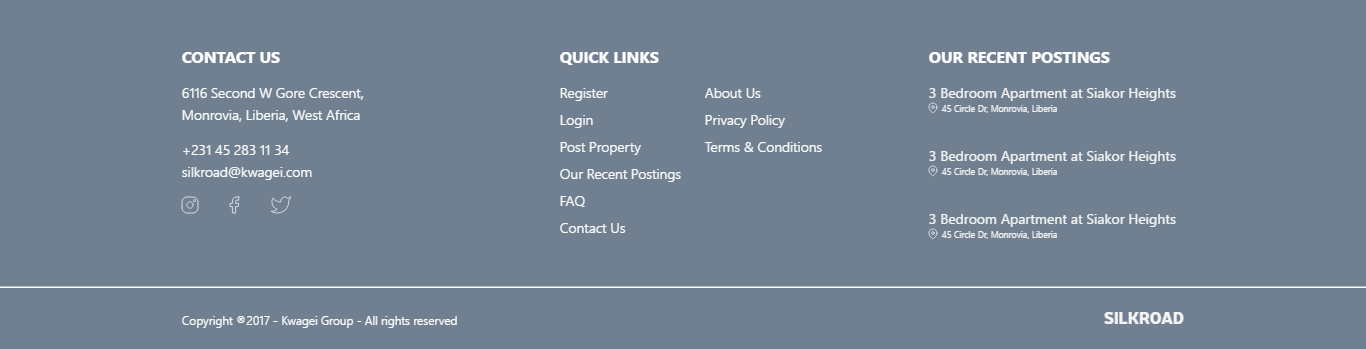 CONTACT US
6116 Second W Gore Crescent,
Monrovia, Liberia, West Africa
+231 45 283 11 34
silkroad@kwagei.com
QUICK LINKS
Register
Login
Post Property
Our Recent Postings
FAQ
Contact Us
About Us
Privacy Policy
Terms & Conditions
OUR RECENT POSTINGS
3 Bedroom Apartment at Siakor Heights
45 Circle Dr, Monrovia, Liberia
3 Bedroom Apartment at Siakor Heights
45 Circle Dr, Monrovia, Liberia
3 Bedroom Apartment at Siakor Heights
45 Circle Dr, Monrovia, Liberia
Copyright ®2017 - Kwagei Group - All rights reserved
SILKROAD